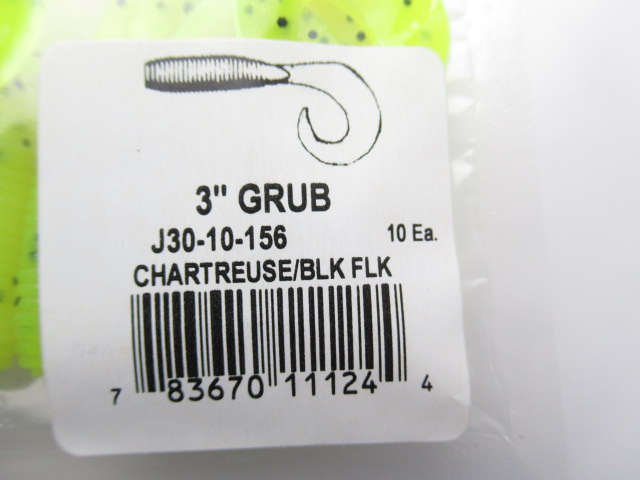 3" GRUB
J30-10-156 10 Ea.
CHARTREUSE/BLK FLK
7 83670 11124 4